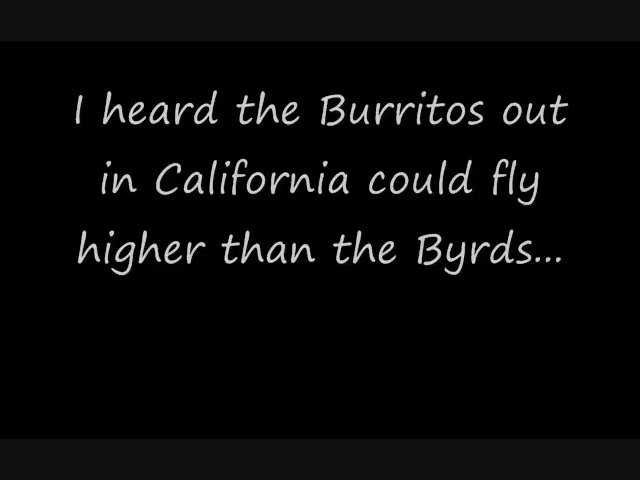 I heard the Burritos out
in California could fly
higher than the Byrds...